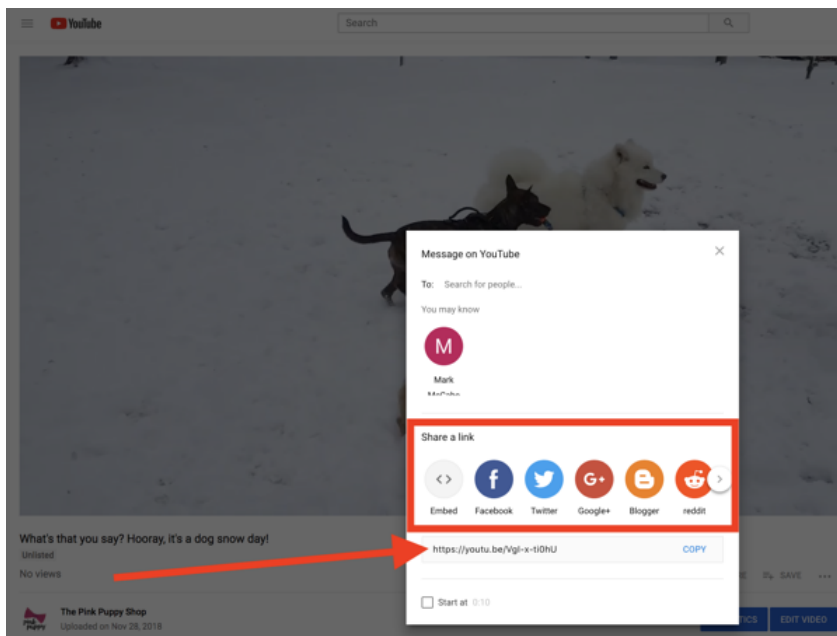 YouTube
Search
Message on YouTube
To: Search for people...
You may know
M
Mark
Share a link
Embed
Facebook
Twitter
Google+
Blogger
reddit
https://youtu.be/Vgl-x-ti0hU
COPY
Start at 0:10
What's that you say? Hooray, it's a dog snow day!
Unlisted
No views
SAVE
The Pink Puppy Shop
Uploaded on Nov 28, 2018
TICS
EDIT VIDEO